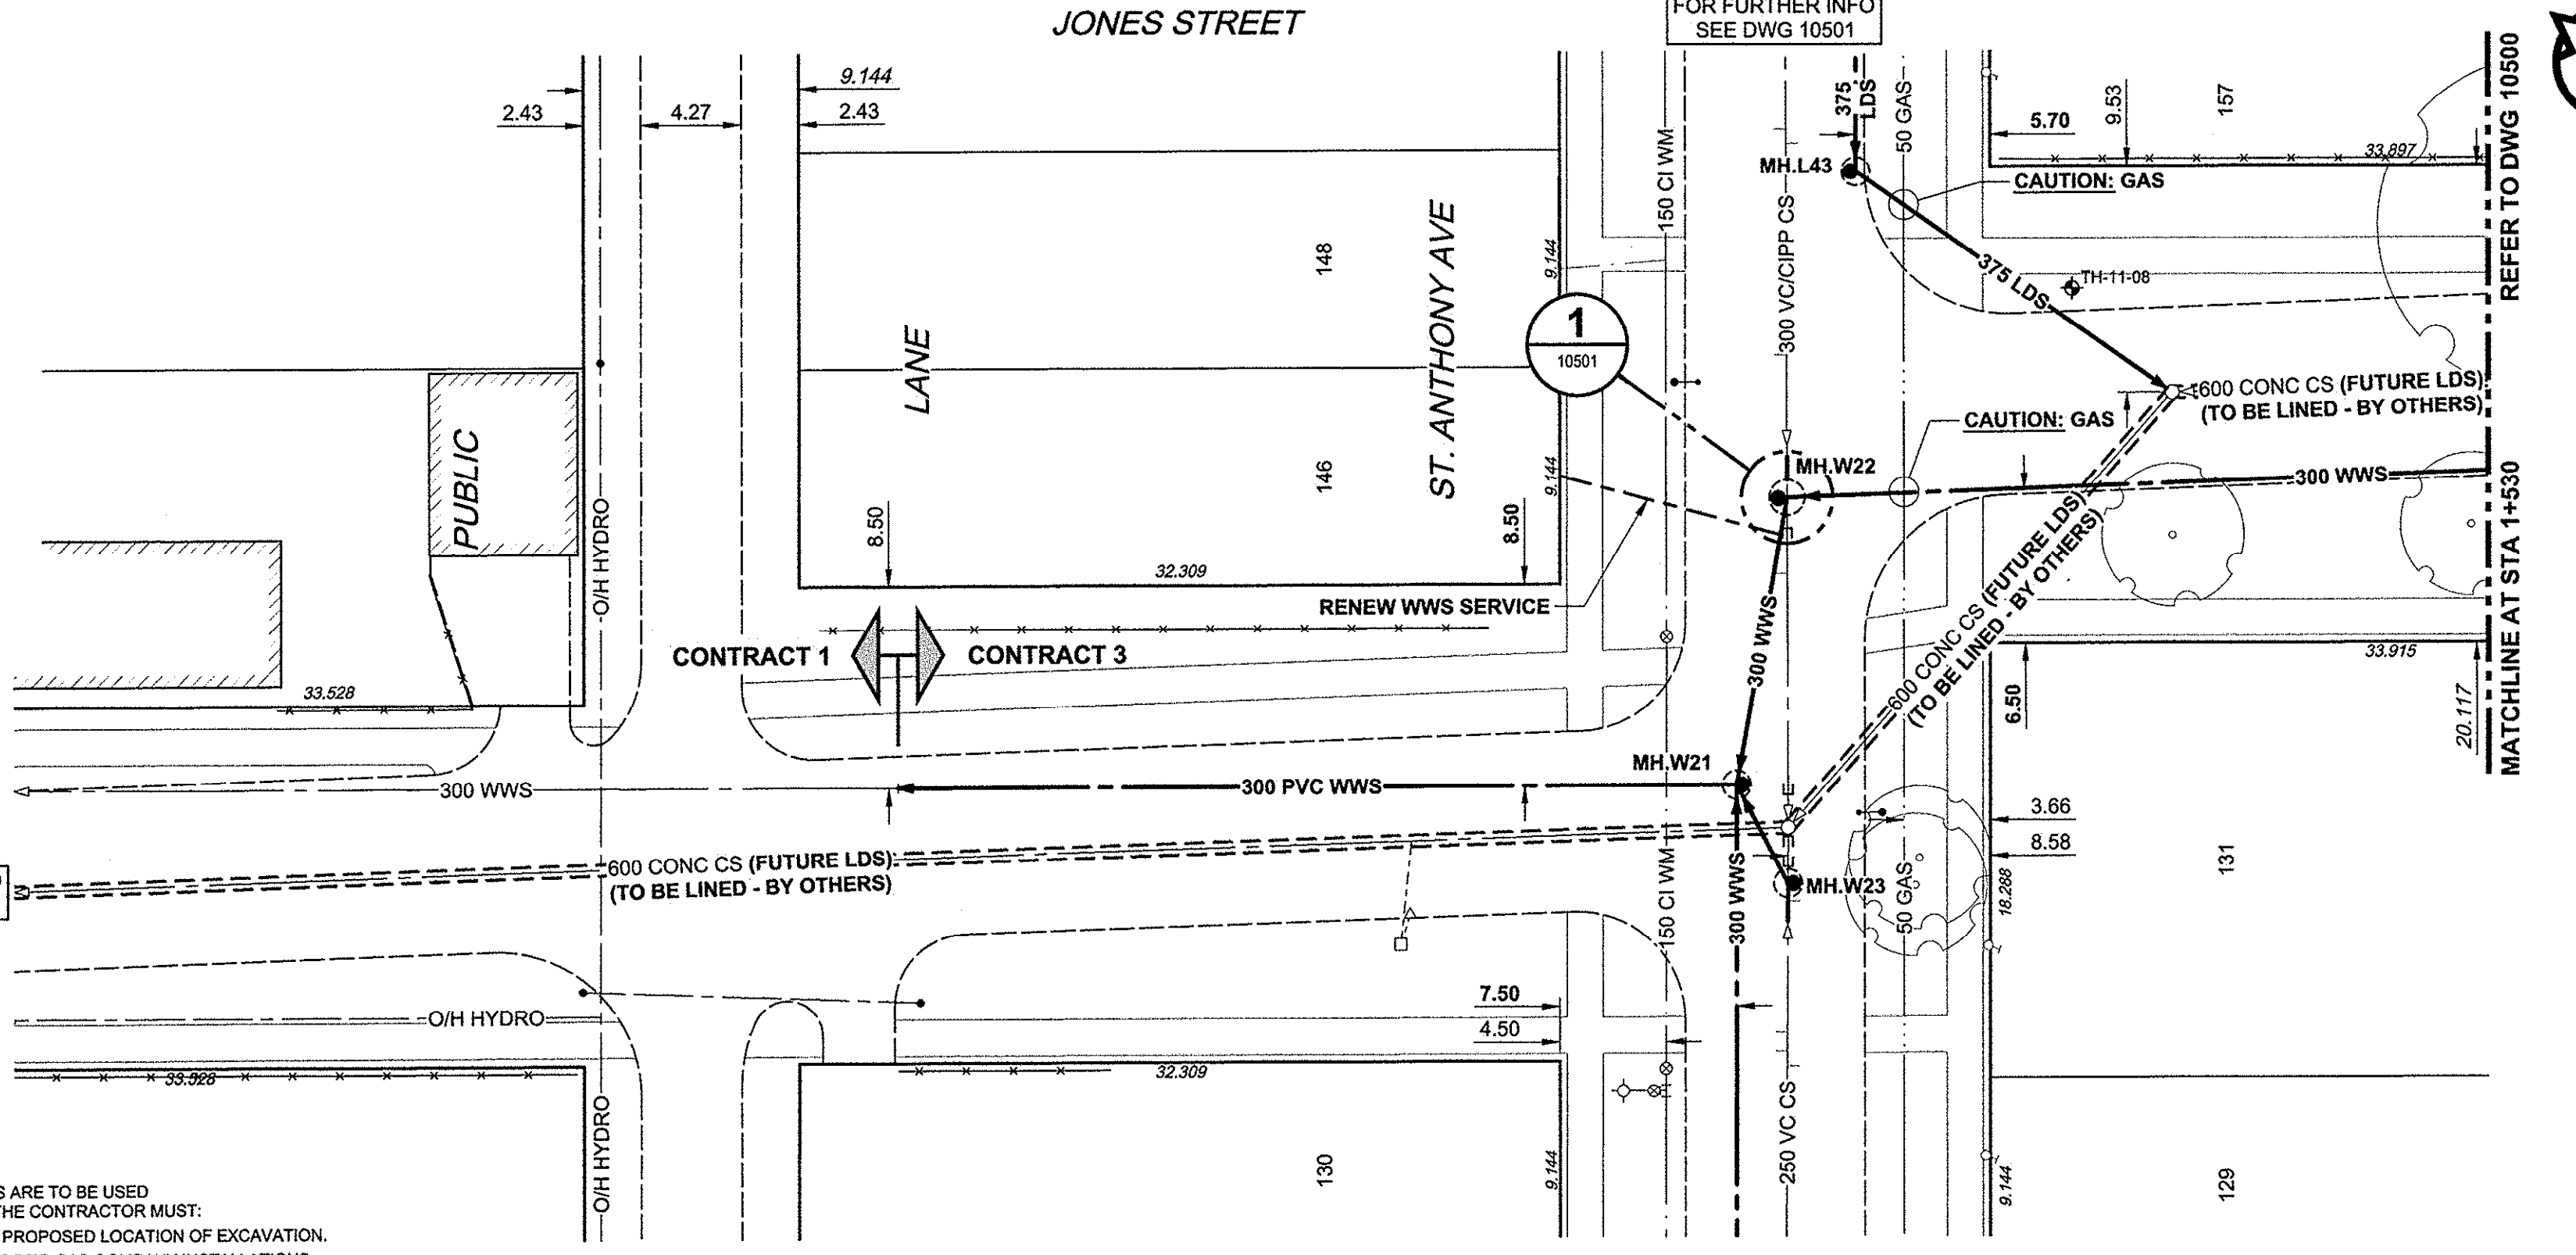 JONES STREET
FOR FURTHER INFO
SEE DWG 10501
9.144
2.43
4.27
2.43
375
LDS
50 GAS
150 CI WM
5.70
9.53
157
33.897
MH.L43
CAUTION: GAS
REFER TO DWG 10500
148
9.144
ST. ANTHONY AVE
300 VC/CIPP CS
375 LDS
TH-11-08
1
10501
LANE
600 CONC CS (FUTURE LDS)
(TO BE LINED - BY OTHERS)
CAUTION: GAS
PUBLIC
146
9.144
MH.W22
300 WWS
O/H HYDRO
8.50
8.50
32.309
RENEW WWS SERVICE
300 WWS
600 CONC CS (FUTURE LDS)
(TO BE LINED - BY OTHERS)
MATCHLINE AT STA 1+530
CONTRACT 1
CONTRACT 3
33.915
33.528
6.50
20.117
MH.W21
300 WWS
300 PVC WWS
3.66
8.58
600 CONC CS (FUTURE LDS)
(TO BE LINED - BY OTHERS)
MH.W23
131
18.288
300 WWS
150 CI WM
50 GAS
7.50
4.50
O/H HYDRO
33.528
32.309
O/H HYDRO
130
9.144
250 VC CS
9.144
129
ARE TO BE USED
THE CONTRACTOR MUST:
PROPOSED LOCATION OF EXCAVATION.